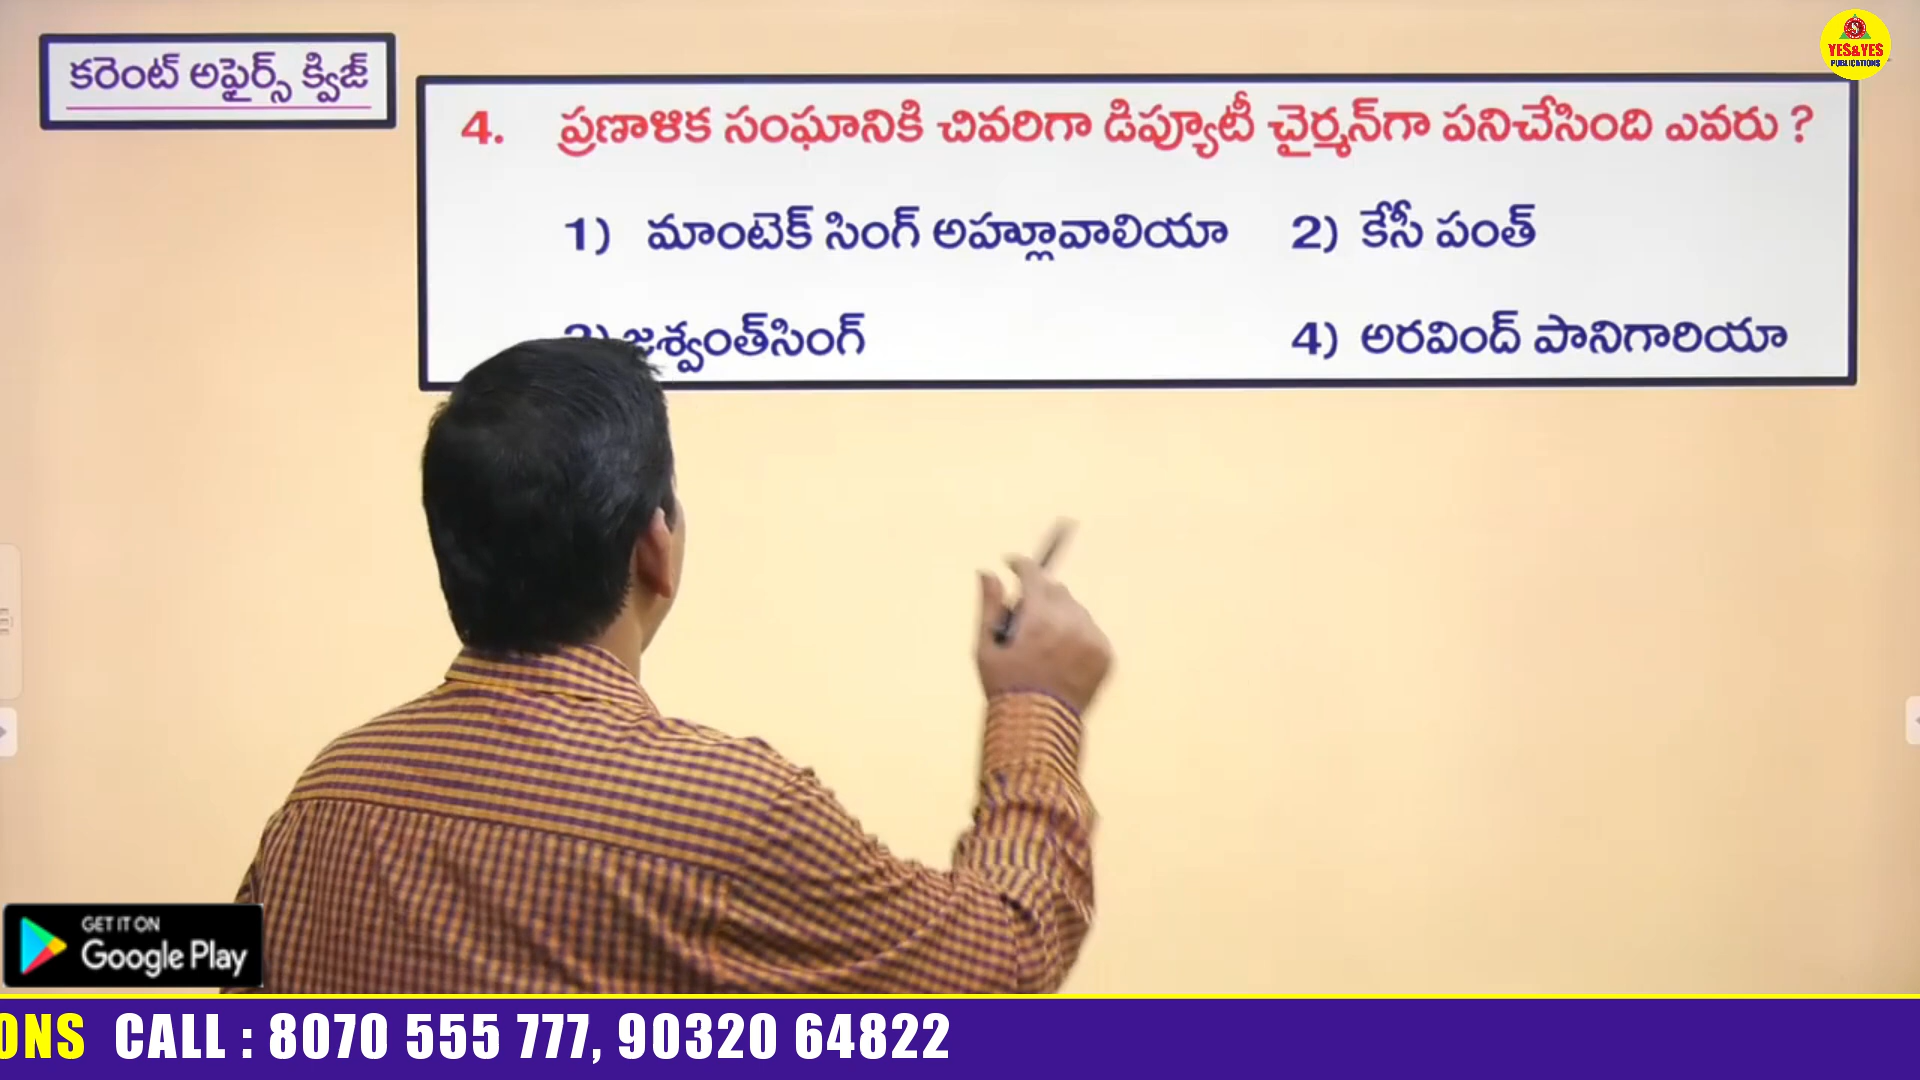 కరెంట్ అఫైర్స్ క్విజ్
YES&YES
PUBLICATIONS
4. ప్రణాళిక సంఘానికి చివరిగా డిప్యూటీ చైర్మన్‌గా పనిచేసింది ఎవరు ?
1) మాంటెక్ సింగ్ అహ్లూవాలియా 2) కేసీ పంత్
3) జశ్వంత్‌సింగ్ 4) అరవింద్ పానిగారియా
GET IT ON
Google Play
ONS CALL : 8070 555 777, 90320 64822